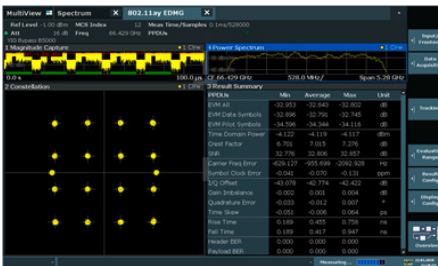 MultiView Spectrum X 802.11ay EDMG X
Ref Level -1.00 dBm MCS Index 12 Meas Time/Samples 0.1ms/528000
Att 16 dB Freq 66.429 GHz PPDUs
YIG Bypass B5000
1 Magnitude Capture 1 Clrw 4 Power Spectrum 1 Clrw
0.0 s 100.0 µs CF 66.429 GHz 528.0 MHz/ Span 5.28 GHz
2 Constellation 1 Clrw 3 Result Summary
PPDUs Min Average Max Unit
EVM All -32.953 -32.840 -32.802 dB
EVM Data Symbols -32.896 -32.791 -32.745 dB
EVM Pilot Symbols -34.596 -34.344 -34.116 dB
Time Domain Power -4.122 -4.119 -4.117 dBm
Crest Factor 6.701 7.015 7.276 dB
SNR 32.776 32.806 32.857 dB
Carrier Freq Error -629.127 -955.699 -2092.928 Hz
Symbol Clock Error -0.041 -0.070 -0.131 ppm
I/Q Offset -43.078 -42.774 -42.422 dB
Gain Imbalance -0.002 0.001 0.004 dB
Quadrature Error -0.033 -0.012 0.007 °
Time Skew -0.051 -0.006 0.064 ps
Rise Time 0.189 0.455 0.758 ns
Fall Time 0.189 0.417 0.947 ns
Header BER 0.000 0.000 0.000
Payload BER 0.000 0.000 0.000
Measuring...
Overview